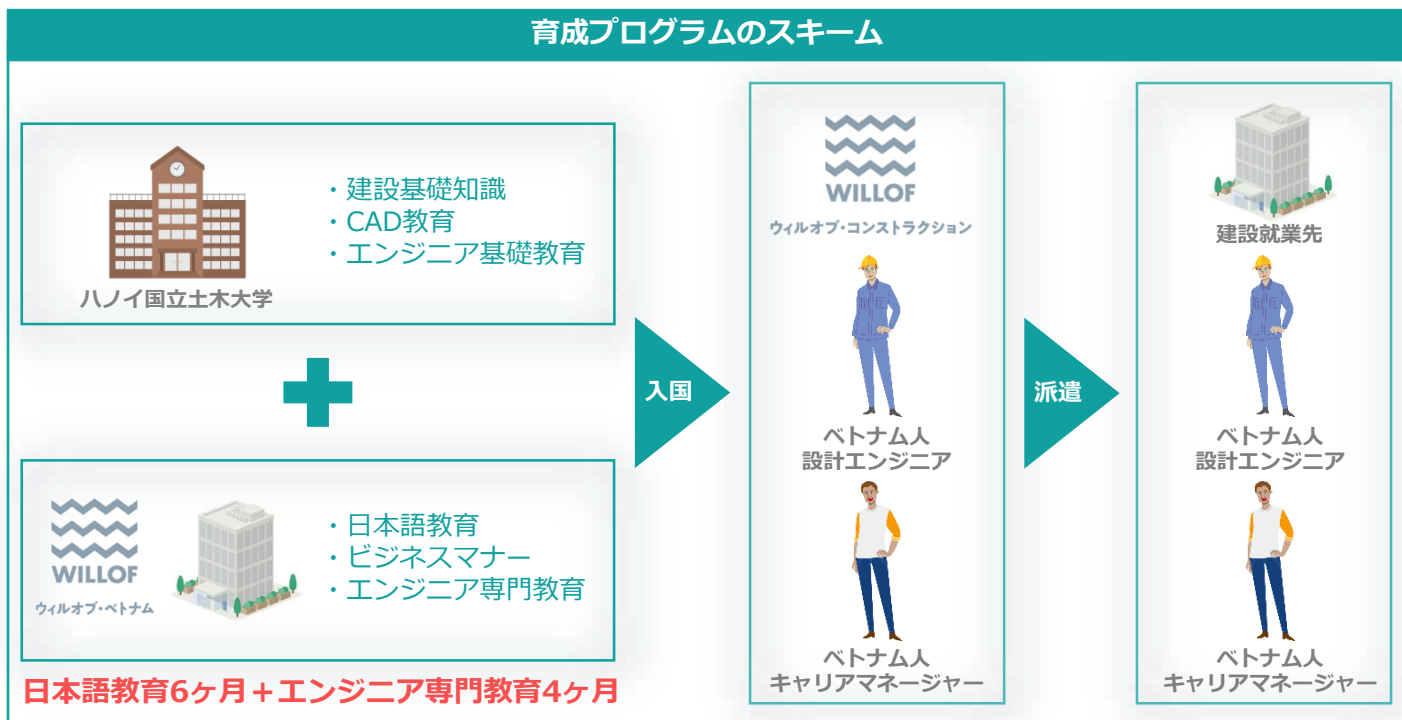 育成プログラムのスキーム
・建設基礎知識
・CAD教育
・エンジニア基礎教育
ハノイ国立土木大学
WILLOF
ウィルオブ・ベトナム
・日本語教育
・ビジネスマナー
・エンジニア専門教育
日本語教育6ヶ月＋エンジニア専門教育4ヶ月
入国
WILLOF
ウィルオブ・コンストラクション
ベトナム人
設計エンジニア
ベトナム人
キャリアマネージャー
派遣
建設就業先
ベトナム人
設計エンジニア
ベトナム人
キャリアマネージャー